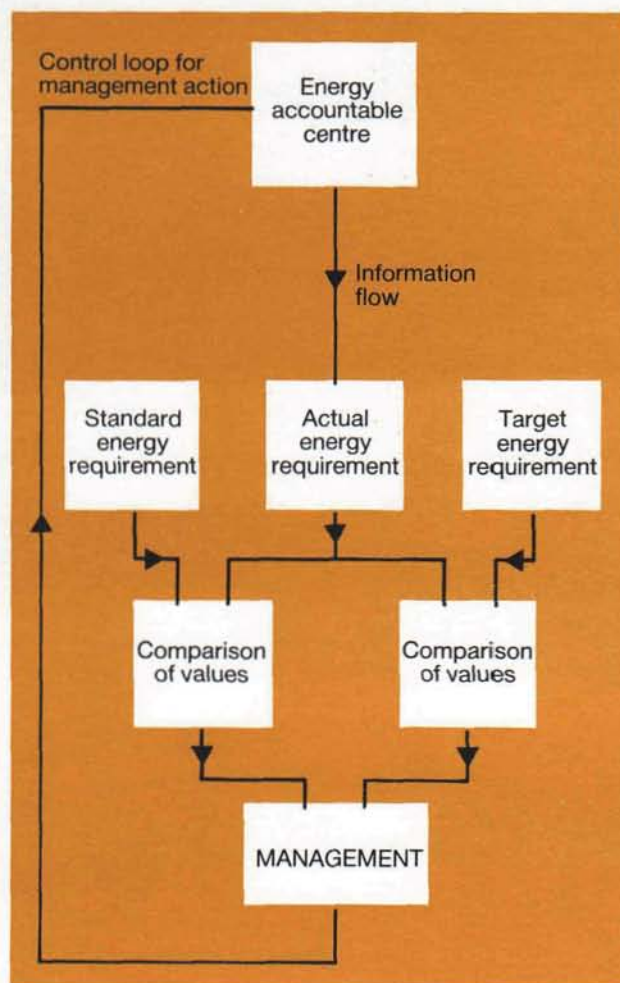 Control loop for
management action
Energy
accountable
centre
Information
flow
Standard
energy
requirement
Actual
energy
requirement
Target
energy
requirement
Comparison
of values
Comparison
of values
MANAGEMENT